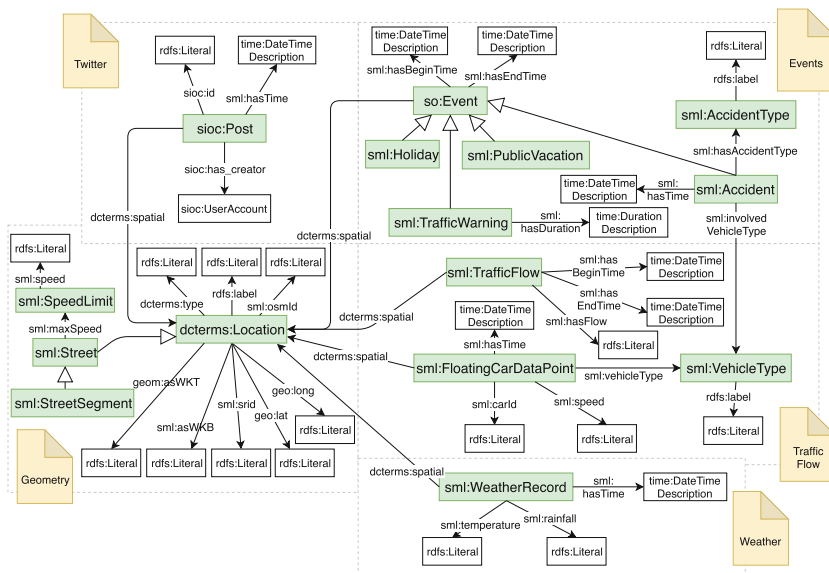 Twitter
rdfs:Literal
time:DateTime
Description
sioc:id
sml:hasTime
sioc:Post
sioc:has_creator
sioc:UserAccount
dcterms:spatial
time:DateTime
Description
time:DateTime
Description
sml:hasBeginTime
sml:hasEndTime
so:Event
sml:Holiday
sml:PublicVacation
sml:TrafficWarning
sml:
hasDuration
time:Duration
Description
dcterms:spatial
rdfs:Literal
rdfs:label
sml:AccidentType
sml:hasAccidentType
time:DateTime
Description
sml:
hasTime
sml:Accident
sml:involved
VehicleType
Events
rdfs:Literal
sml:speed
sml:SpeedLimit
sml:maxSpeed
sml:Street
sml:StreetSegment
rdfs:Literal
rdfs:Literal
rdfs:Literal
dcterms:type
rdfs:label
sml:osmId
dcterms:Location
geom:asWKT
sml:asWKB
sml:srid
geo:lat
geo:long
rdfs:Literal
rdfs:Literal
rdfs:Literal
rdfs:Literal
rdfs:Literal
Geometry
sml:TrafficFlow
sml:has
BeginTime
time:DateTime
Description
sml:has
EndTime
time:DateTime
Description
sml:hasFlow
rdfs:Literal
dcterms:spatial
time:DateTime
Description
sml:hasTime
dcterms:spatial
sml:FloatingCarDataPoint
sml:vehicleType
sml:VehicleType
sml:carId
sml:speed
rdfs:Literal
rdfs:Literal
rdfs:label
rdfs:Literal
Traffic
Flow
dcterms:spatial
sml:WeatherRecord
sml:
hasTime
time:DateTime
Description
sml:temperature
sml:rainfall
rdfs:Literal
rdfs:Literal
Weather